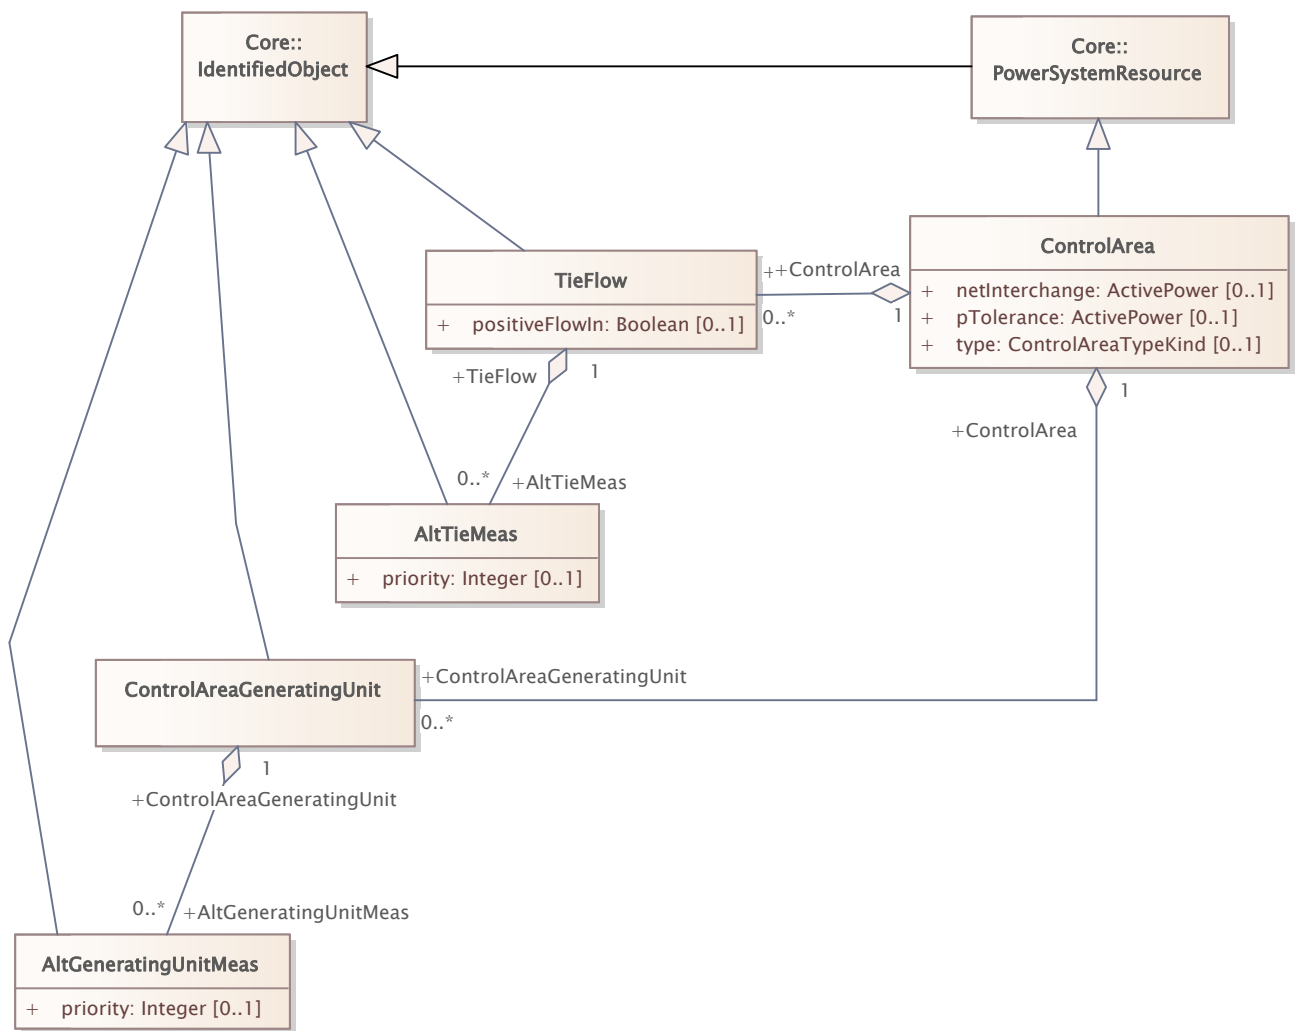 Core::
IdentifiedObject
Core::
PowerSystemResource
ControlArea
+ netInterchange: ActivePower [0..1]
+ pTolerance: ActivePower [0..1]
+ type: ControlAreaTypeKind [0..1]
TieFlow
+ positiveFlowIn: Boolean [0..1]
++ControlArea
0..*
1
+TieFlow
1
1
+ControlArea
0..*
+AltTieMeas
AltTieMeas
+ priority: Integer [0..1]
ControlAreaGeneratingUnit
+ControlAreaGeneratingUnit
0..*
1
+ControlAreaGeneratingUnit
0..*
+AltGeneratingUnitMeas
AltGeneratingUnitMeas
+ priority: Integer [0..1]